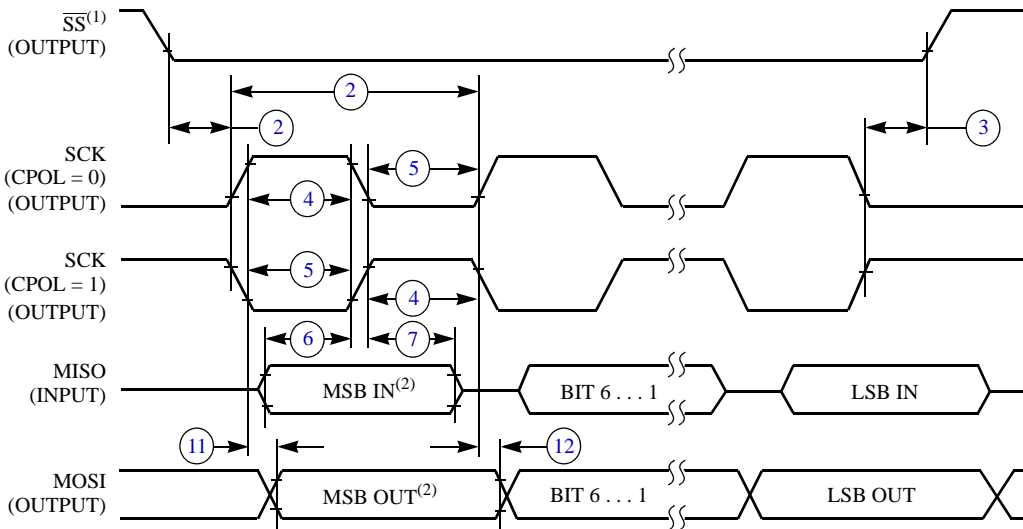 SS(1)
(OUTPUT)
2
2
3
SCK
(CPOL = 0)
(OUTPUT)
5
4
SCK
(CPOL = 1)
(OUTPUT)
5
4
6
7
MISO
(INPUT)
MSB IN(2)
BIT 6 . . . 1
LSB IN
11
12
MOSI
(OUTPUT)
MSB OUT(2)
BIT 6 . . . 1
LSB OUT